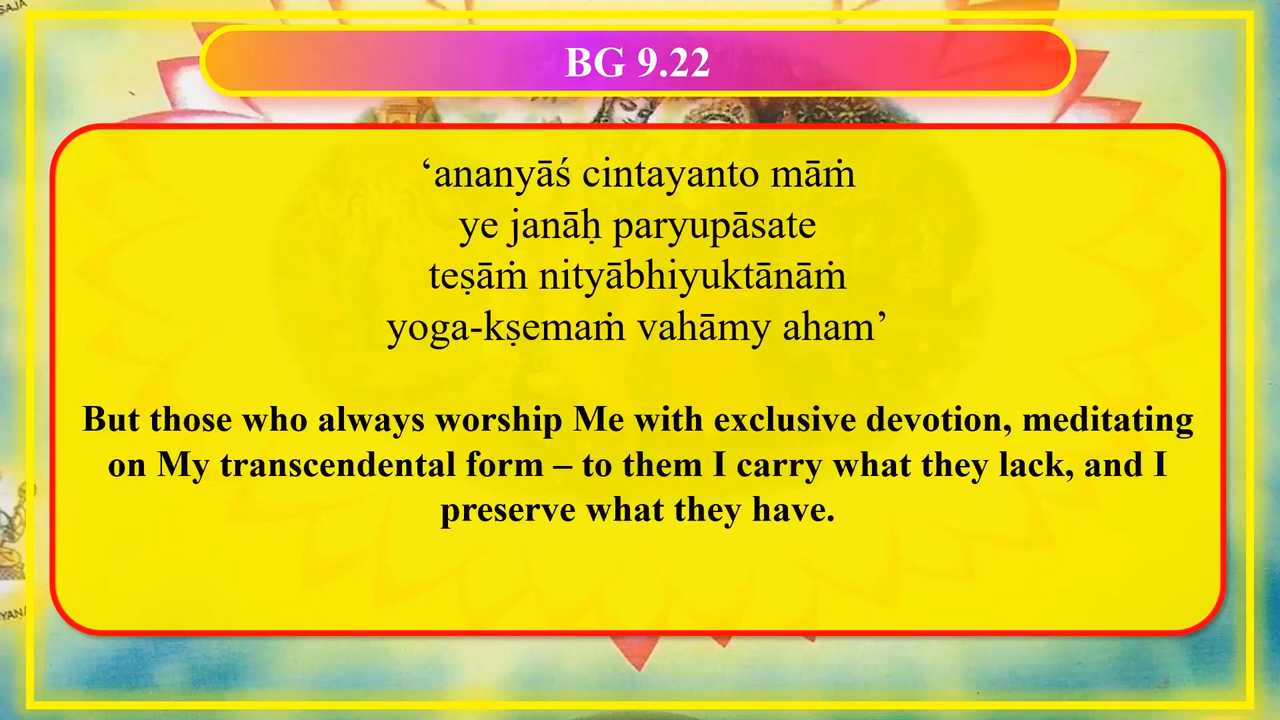 BG 9.22
‘ananyāś cintayanto māṁ
ye janāḥ paryupāsate
teṣāṁ nityābhiyuktānāṁ
yoga-kṣemaṁ vahāmy aham’
But those who always worship Me with exclusive devotion, meditating
on My transcendental form – to them I carry what they lack, and I
preserve what they have.